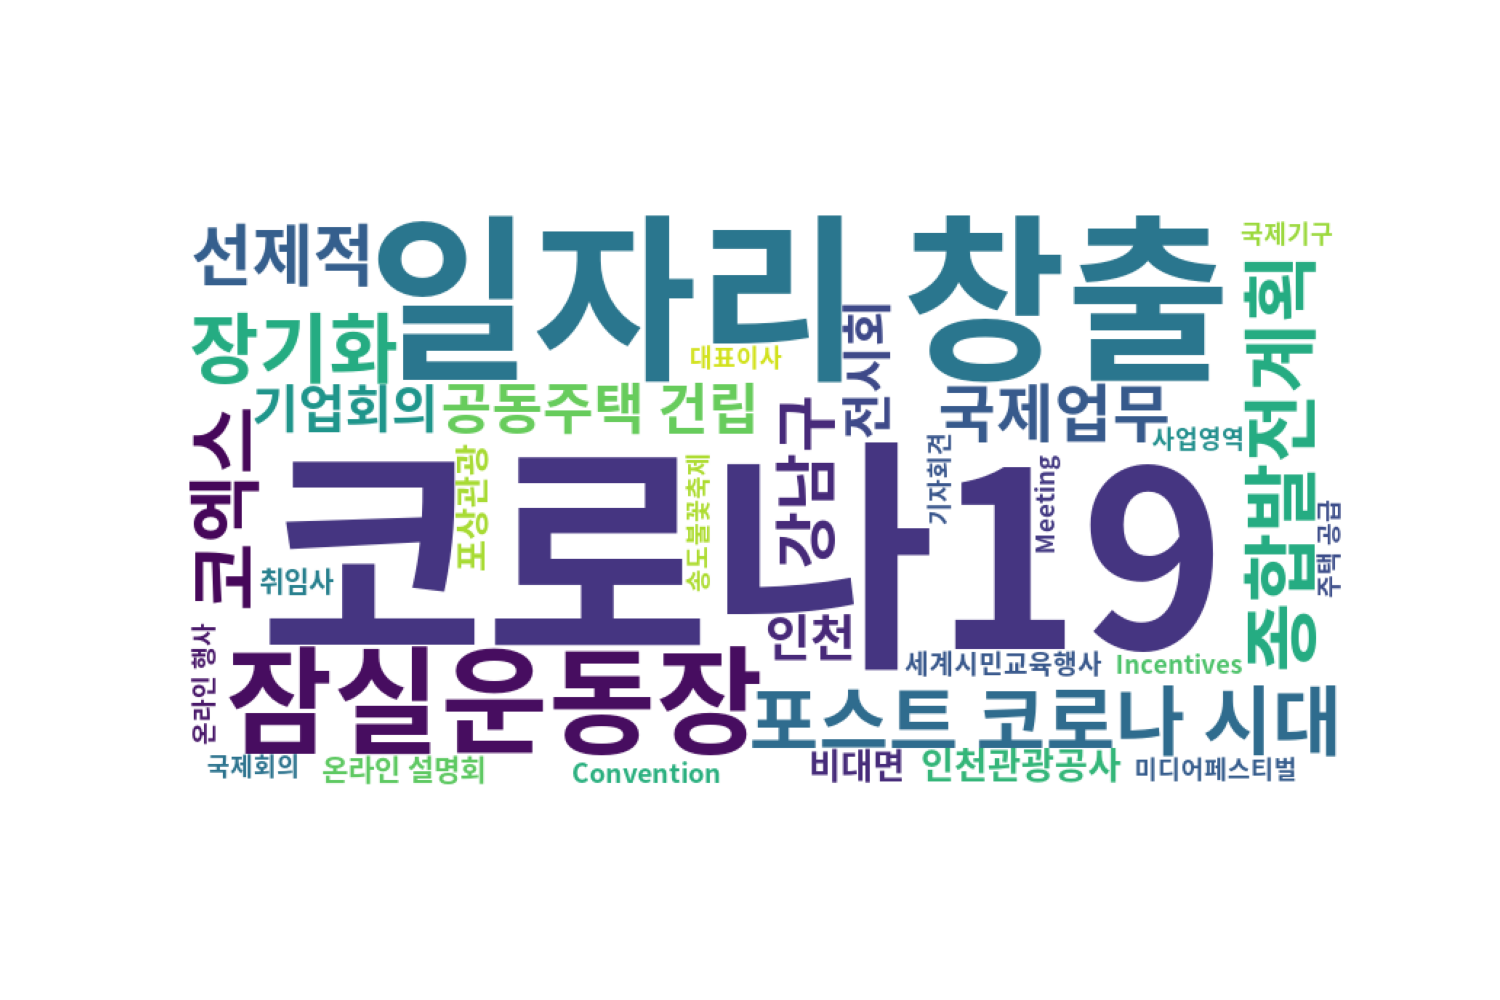 선제적
일자리 창출
국제기구
장기화
대표이사
전시회
종합발전계획
기업회의
공동주택 건립
국제업무
코엑스
강남구
사업영역
코로나19
포상관광
송도불꽃축제
기자회견
Meeting
주택 공급
취임사
인천
온라인 행사
잠실운동장
세계시민교육행사
Incentives
포스트 코로나 시대
국제회의
온라인 설명회
Convention
비대면
인천관광공사
미디어페스티벌